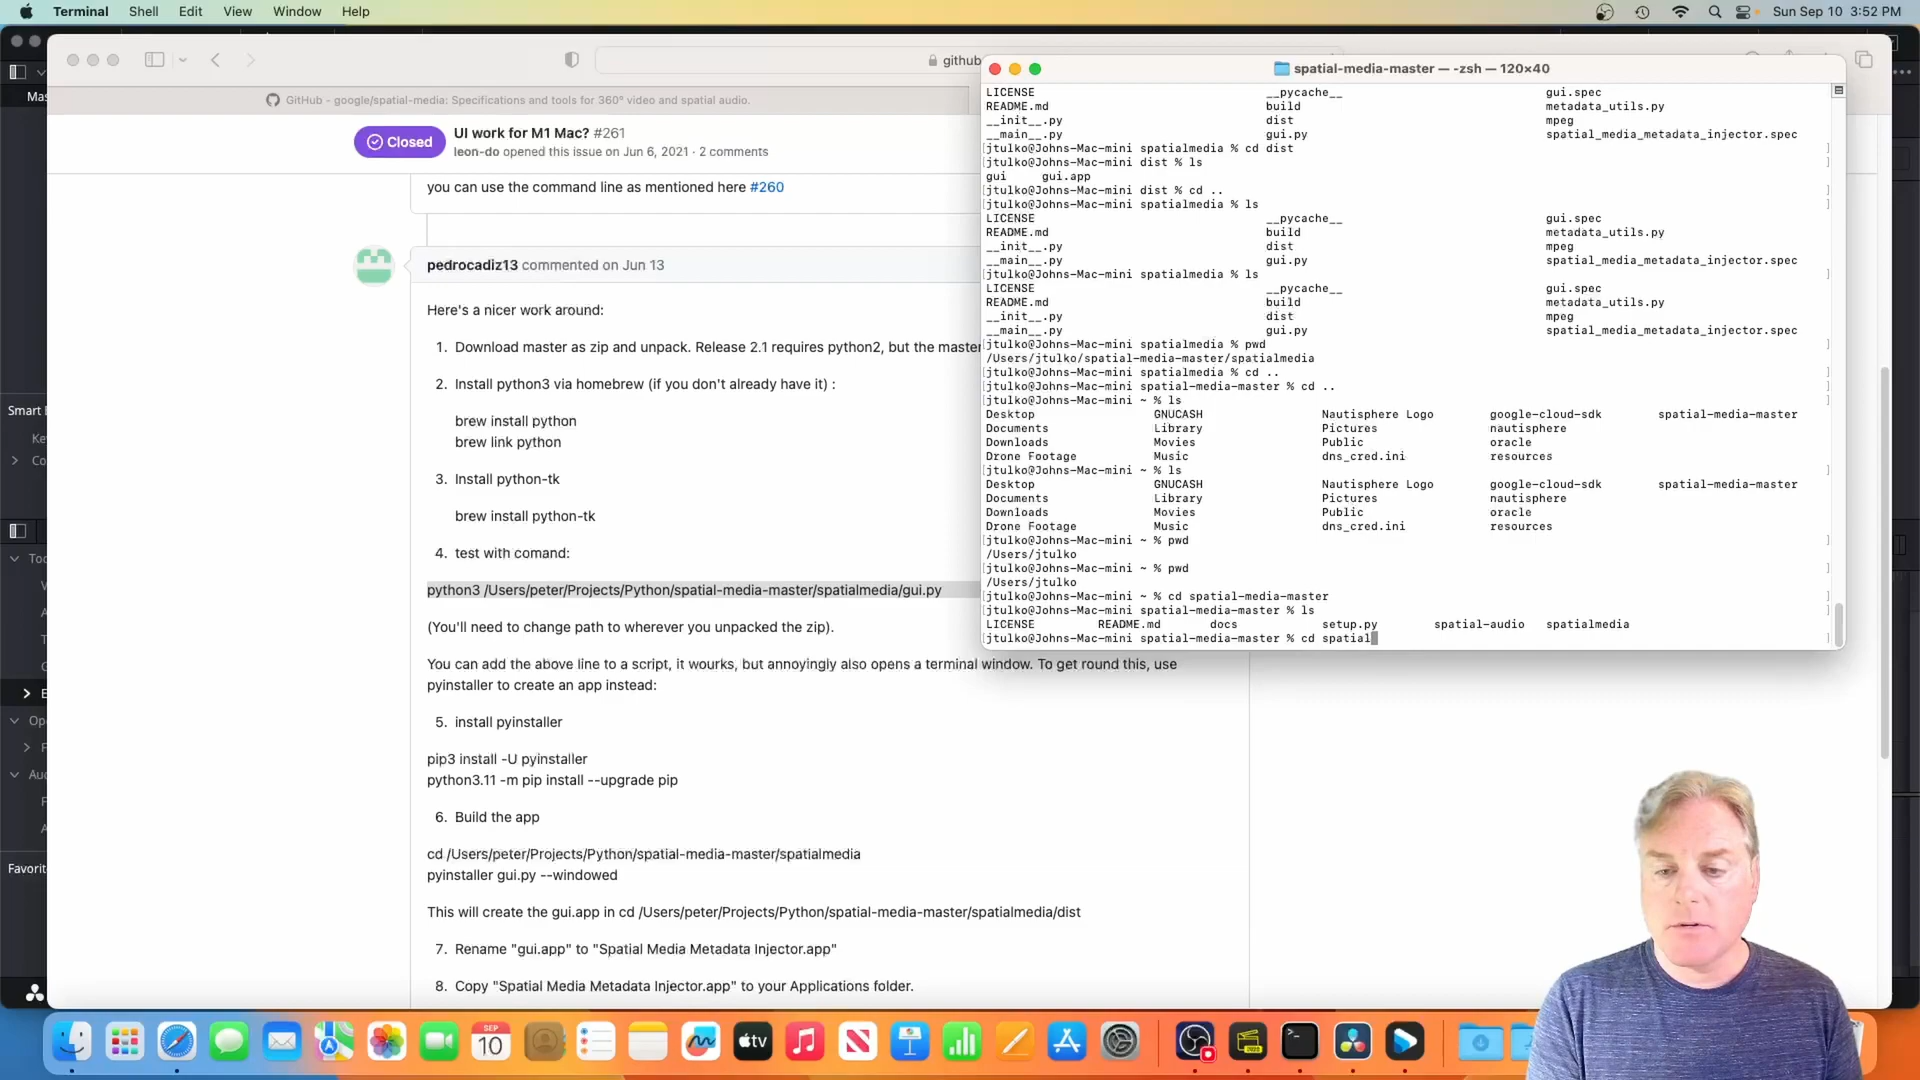 Terminal Shell Edit View Window Help
Sun Sep 10 3:52 PM
github
Mas
GitHub - google/spatial-media: Specifications and tools for 360° video and spatial audio.
Closed
UI work for M1 Mac? #261
leon-do opened this issue on Jun 6, 2021 · 2 comments
you can use the command line as mentioned here #260
pedrocadiz13 commented on Jun 13
Here's a nicer work around:
1. Download master as zip and unpack. Release 2.1 requires python2, but the master
2. Install python3 via homebrew (if you don't already have it) :
brew install python
brew link python
3. Install python-tk
brew install python-tk
4. test with comand:
python3 /Users/peter/Projects/Python/spatial-media-master/spatialmedia/gui.py
(You'll need to change path to wherever you unpacked the zip).
You can add the above line to a script, it wourks, but annoyingly also opens a terminal window. To get round this, use
pyinstaller to create an app instead:
5. install pyinstaller
pip3 install -U pyinstaller
python3.11 -m pip install --upgrade pip
6. Build the app
cd /Users/peter/Projects/Python/spatial-media-master/spatialmedia
pyinstaller gui.py --windowed
This will create the gui.app in cd /Users/peter/Projects/Python/spatial-media-master/spatialmedia/dist
7. Rename "gui.app" to "Spatial Media Metadata Injector.app"
8. Copy "Spatial Media Metadata Injector.app" to your Applications folder.
spatial-media-master — -zsh — 120×40
LICENSE __pycache__ gui.spec
README.md build metadata_utils.py
__init__.py dist mpeg
__main__.py gui.py spatial_media_metadata_injector.spec
[jtulko@Johns-Mac-mini spatialmedia % cd dist ]
[jtulko@Johns-Mac-mini dist % ls ]
gui gui.app
[jtulko@Johns-Mac-mini dist % cd .. ]
[jtulko@Johns-Mac-mini spatialmedia % ls ]
LICENSE __pycache__ gui.spec
README.md build metadata_utils.py
__init__.py dist mpeg
__main__.py gui.py spatial_media_metadata_injector.spec
[jtulko@Johns-Mac-mini spatialmedia % ls ]
LICENSE __pycache__ gui.spec
README.md build metadata_utils.py
__init__.py dist mpeg
__main__.py gui.py spatial_media_metadata_injector.spec
[jtulko@Johns-Mac-mini spatialmedia % pwd ]
/Users/jtulko/spatial-media-master/spatialmedia
[jtulko@Johns-Mac-mini spatialmedia % cd .. ]
[jtulko@Johns-Mac-mini spatial-media-master % cd .. ]
[jtulko@Johns-Mac-mini ~ % ls ]
Desktop GNUCASH Nautisphere Logo google-cloud-sdk spatial-media-master
Documents Library Pictures nautisphere
Downloads Movies Public oracle
Drone Footage Music dns_cred.ini resources
[jtulko@Johns-Mac-mini ~ % ls ]
Desktop GNUCASH Nautisphere Logo google-cloud-sdk spatial-media-master
Documents Library Pictures nautisphere
Downloads Movies Public oracle
Drone Footage Music dns_cred.ini resources
[jtulko@Johns-Mac-mini ~ % pwd ]
/Users/jtulko
[jtulko@Johns-Mac-mini ~ % pwd ]
/Users/jtulko
[jtulko@Johns-Mac-mini ~ % cd spatial-media-master ]
[jtulko@Johns-Mac-mini spatial-media-master % ls ]
LICENSE README.md docs setup.py spatial-audio spatialmedia
[jtulko@Johns-Mac-mini spatial-media-master % cd spatial ]
Smart
Ke
Co
Too
Op
Aud
Favorit
SEP
10
tv